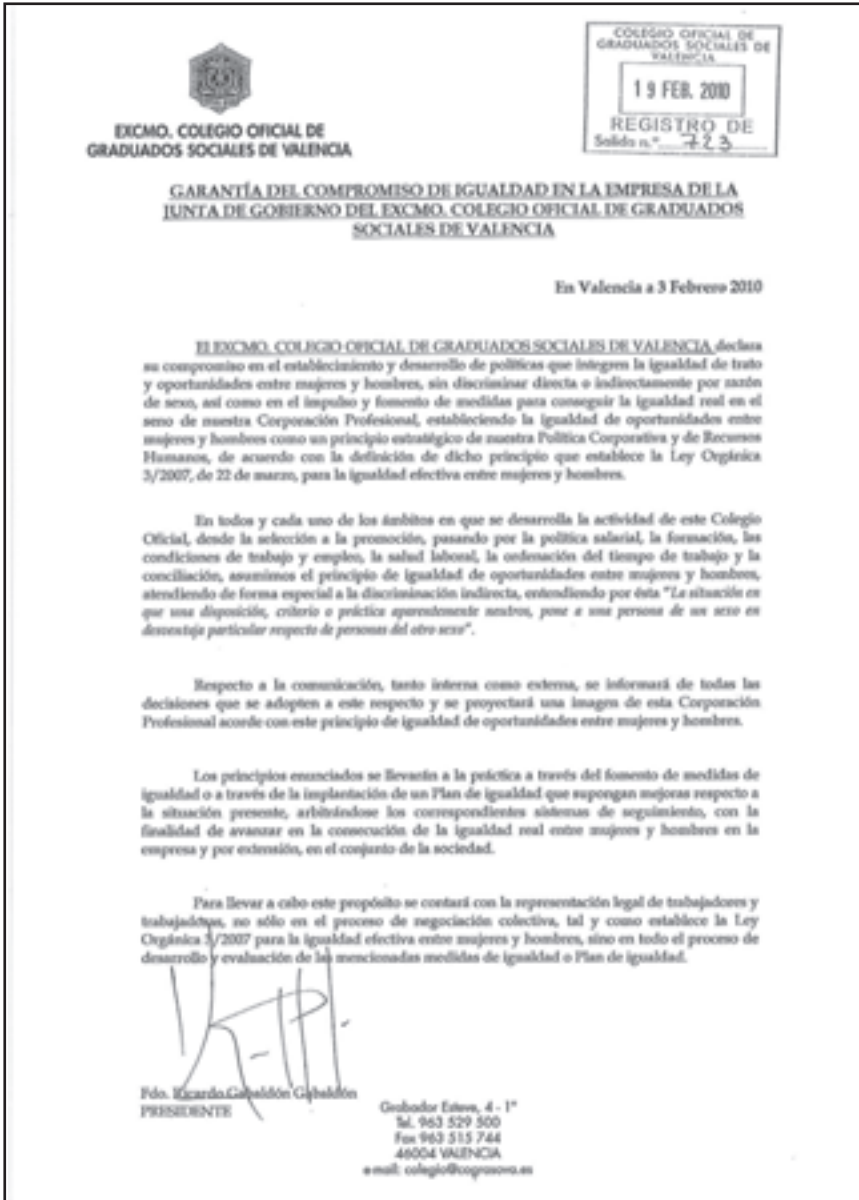 COLEGIO OFICIAL DE
GRADUADOS SOCIALES DE
VALENCIA
19 FEB. 2010
REGISTRO DE
Salida n.º 723
EXCMO. COLEGIO OFICIAL DE
GRADUADOS SOCIALES DE VALENCIA
GARANTÍA DEL COMPROMISO DE IGUALDAD EN LA EMPRESA DE LA
JUNTA DE GOBIERNO DEL EXCMO. COLEGIO OFICIAL DE GRADUADOS
SOCIALES DE VALENCIA
En Valencia a 3 Febrero 2010
El EXCMO. COLEGIO OFICIAL DE GRADUADOS SOCIALES DE VALENCIA declara
su compromiso en el establecimiento y desarrollo de políticas que integren la igualdad de trato
y oportunidades entre mujeres y hombres, sin discriminar directa o indirectamente por razón
de sexo, así como en el impulso y fomento de medidas para conseguir la igualdad real en el
seno de nuestra Corporación Profesional, estableciendo la igualdad de oportunidades entre
mujeres y hombres como un principio estratégico de nuestra Política Corporativa y de Recursos
Humanos, de acuerdo con la definición de dicho principio que establece la Ley Orgánica
3/2007, de 22 de marzo, para la igualdad efectiva entre mujeres y hombres.
En todos y cada uno de los ámbitos en que se desarrolla la actividad de este Colegio
Oficial, desde la selección a la promoción, pasando por la política salarial, la formación, las
condiciones de trabajo y empleo, la salud laboral, la ordenación del tiempo de trabajo y la
conciliación, asumimos el principio de igualdad de oportunidades entre mujeres y hombres,
atendiendo de forma especial a la discriminación indirecta, entendiendo por ésta "La situación en
que una disposición, criterio o práctica aparentemente neutros, pone a una persona de un sexo en
desventaja particular respecto de personas del otro sexo".
Respecto a la comunicación, tanto interna como externa, se informará de todas las
decisiones que se adopten a este respecto y se proyectará una imagen de esta Corporación
Profesional acorde con este principio de igualdad de oportunidades entre mujeres y hombres.
Los principios enunciados se llevarán a la práctica a través del fomento de medidas de
igualdad o a través de la implantación de un Plan de igualdad que supongan mejoras respecto a
la situación presente, arbitrándose los correspondientes sistemas de seguimiento, con la
finalidad de avanzar en la consecución de la igualdad real entre mujeres y hombres en la
empresa y por extensión, en el conjunto de la sociedad.
Para llevar a cabo este propósito se contará con la representación legal de trabajadores y
trabajadoras, no sólo en el proceso de negociación colectiva, tal y como establece la Ley
Orgánica 3/2007 para la igualdad efectiva entre mujeres y hombres, sino en todo el proceso de
desarrollo y evaluación de las mencionadas medidas de igualdad o Plan de igualdad.
Fdo. Ricardo Gabaldón Gabaldón
PRESIDENTE
Grabador Esteve, 4 - 1º
Tel. 963 529 500
Fax 963 515 744
46004 VALENCIA
e-mail: colegio@cograsova.es